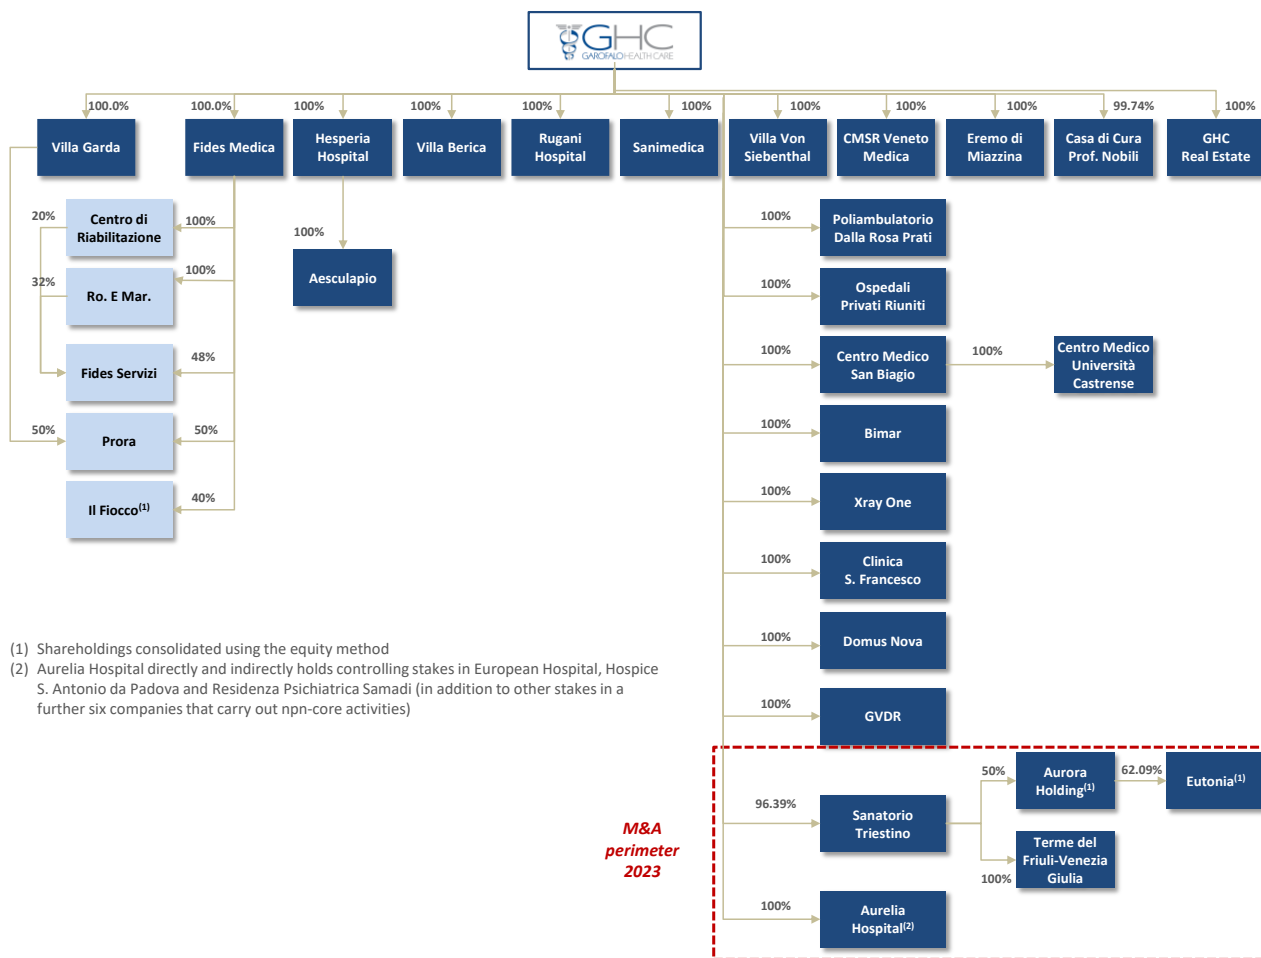 GHC
GAROFALO HEALTH CARE
100.0%
100.0%
100%
100%
100%
100%
100%
100%
100%
99.74%
100%
Villa Garda
Fides Medica
Hesperia
Hospital
Villa Berica
Rugani
Hospital
Sanimedica
Villa Von
Siebenthal
CMSR Veneto
Medica
Eremo di
Miazzina
Casa di Cura
Prof. Nobili
GHC
Real Estate
20%
Centro di
Riabilitazione
100%
32%
Ro. E Mar.
100%
Fides Servizi
48%
50%
Prora
50%
Il Fiocco(1)
40%
100%
Aesculapio
100%
Poliambulatorio
Dalla Rosa Prati
100%
Ospedali
Privati Riuniti
100%
Centro Medico
San Biagio
100%
Centro Medico
Università
Castrense
100%
Bimar
100%
Xray One
100%
Clinica
S. Francesco
100%
Domus Nova
100%
GVDR
(1) Shareholdings consolidated using the equity method
(2) Aurelia Hospital directly and indirectly holds controlling stakes in European Hospital, Hospice
S. Antonio da Padova and Residenza Psichiatrica Samadi (in addition to other stakes in a
further six companies that carry out npn-core activities)
M&A
perimeter
2023
96.39%
Sanatorio
Triestino
50%
Aurora
Holding(1)
62.09%
Eutonia(1)
100%
Terme del
Friuli-Venezia
Giulia
100%
Aurelia
Hospital(2)